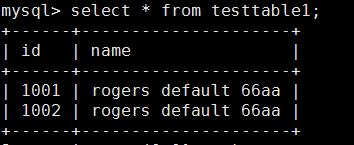 mysql> select * from testtable1;
+------+---------------------+
| id   | name                |
+------+---------------------+
| 1001 | rogers default 66aa |
| 1002 | rogers default 66aa |
+------+---------------------+